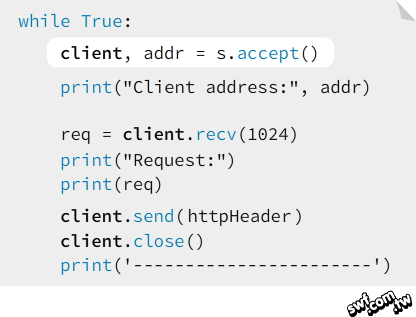 while True:
    client, addr = s.accept()
    print("Client address:", addr)
    req = client.recv(1024)
    print("Request:")
    print(req)
    client.send(httpHeader)
    client.close()
    print('-----------------------')
swf.com.tw